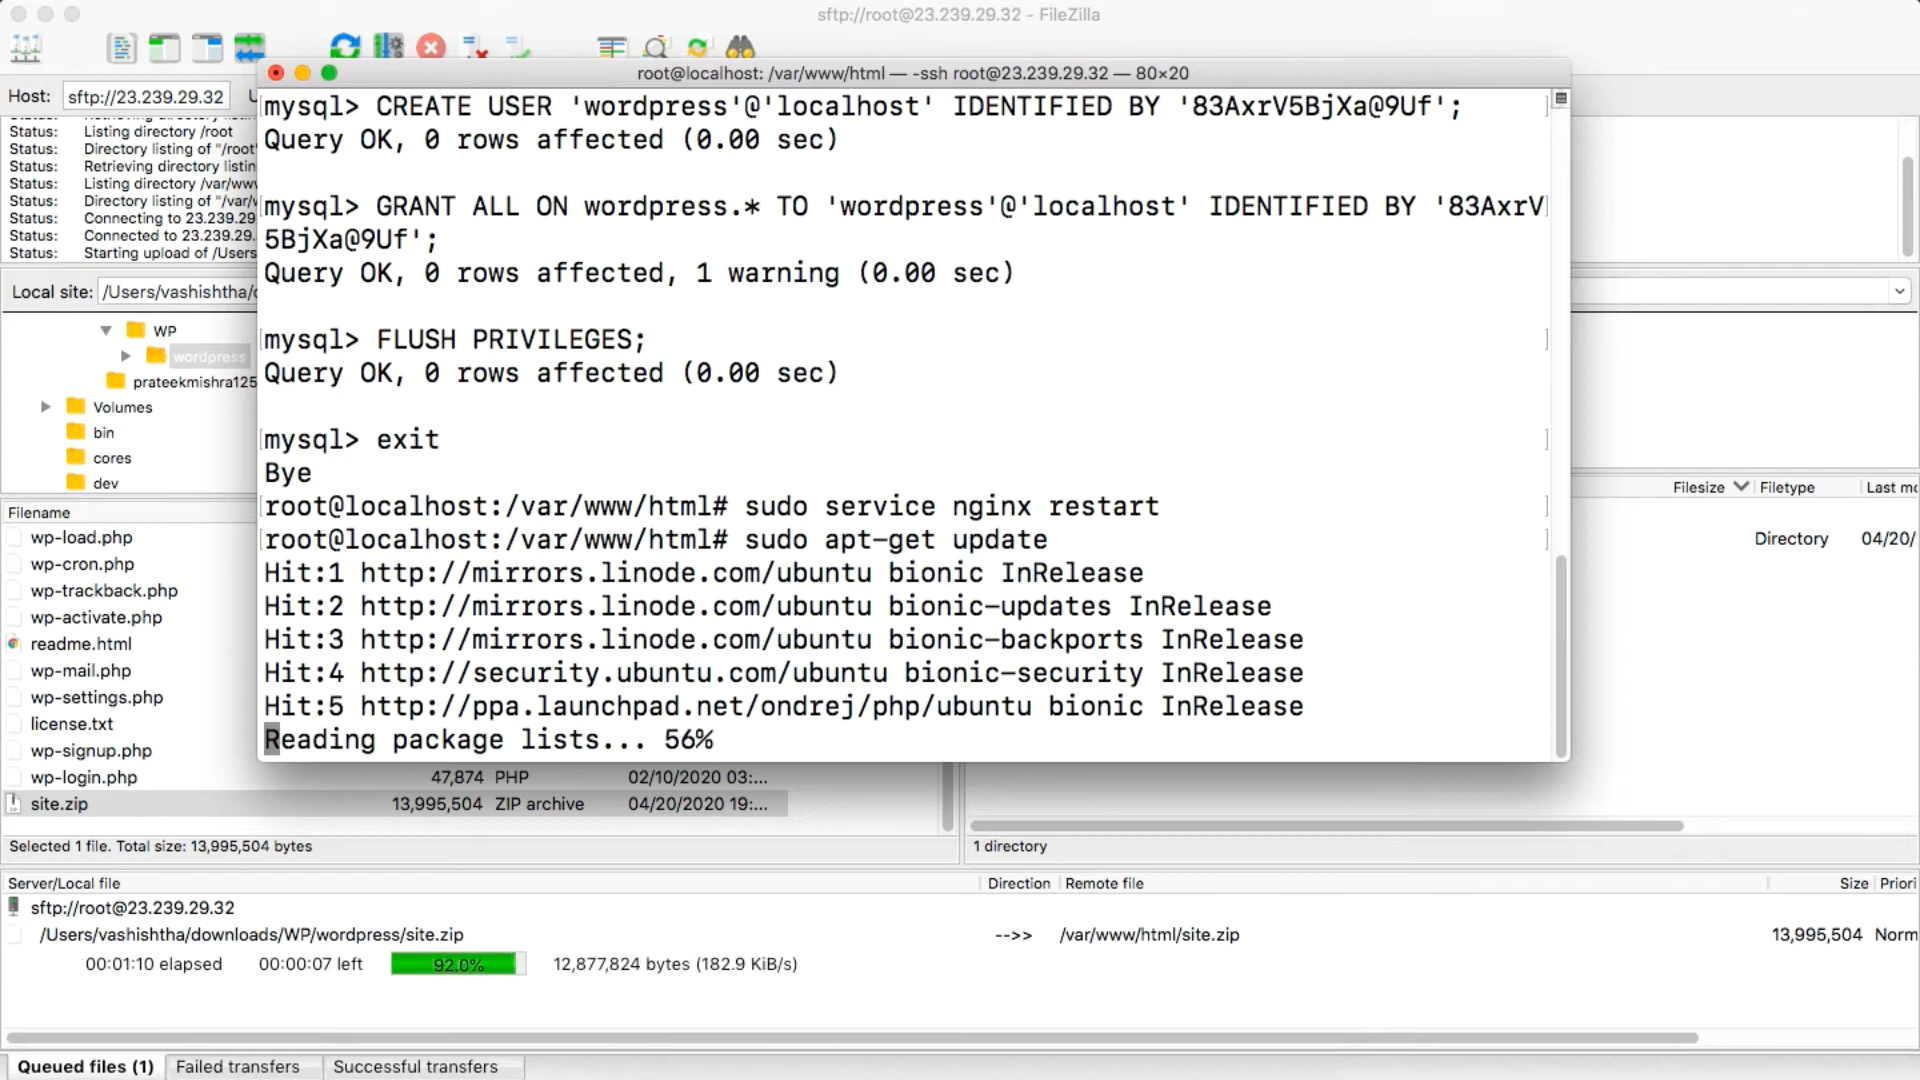 sftp://root@23.239.29.32 - FileZilla
Host: sftp://23.239.29.32 U
root@localhost: /var/www/html — -ssh root@23.239.29.32 — 80×20
mysql> CREATE USER 'wordpress'@'localhost' IDENTIFIED BY '83AxrV5BjXa@9Uf';
Query OK, 0 rows affected (0.00 sec)
mysql> GRANT ALL ON wordpress.* TO 'wordpress'@'localhost' IDENTIFIED BY '83AxrV
5BjXa@9Uf';
Query OK, 0 rows affected, 1 warning (0.00 sec)
mysql> FLUSH PRIVILEGES;
Query OK, 0 rows affected (0.00 sec)
mysql> exit
Bye
root@localhost:/var/www/html# sudo service nginx restart
root@localhost:/var/www/html# sudo apt-get update
Hit:1 http://mirrors.linode.com/ubuntu bionic InRelease
Hit:2 http://mirrors.linode.com/ubuntu bionic-updates InRelease
Hit:3 http://mirrors.linode.com/ubuntu bionic-backports InRelease
Hit:4 http://security.ubuntu.com/ubuntu bionic-security InRelease
Hit:5 http://ppa.launchpad.net/ondrej/php/ubuntu bionic InRelease
Reading package lists... 56%
Status: Listing directory /root
Status: Directory listing of "/root"
Status: Retrieving directory listin
Status: Listing directory /var/www
Status: Directory listing of "/var/
Status: Connecting to 23.239.29
Status: Connected to 23.239.29.
Status: Starting upload of /Users
Local site: /Users/vashishtha/d
WP
wordpress
prateekmishra125
Volumes
bin
cores
dev
Filename
wp-load.php
wp-cron.php
wp-trackback.php
wp-activate.php
readme.html
wp-mail.php
wp-settings.php
license.txt
wp-signup.php
wp-login.php 47,874 PHP 02/10/2020 03:...
site.zip 13,995,504 ZIP archive 04/20/2020 19:...
Selected 1 file. Total size: 13,995,504 bytes
Filesize Filetype Last mo
Directory 04/20/
1 directory
Server/Local file Direction Remote file Size Priori
sftp://root@23.239.29.32
/Users/vashishtha/downloads/WP/wordpress/site.zip -->> /var/www/html/site.zip 13,995,504 Norm
00:01:10 elapsed 00:00:07 left 92.0% 12,877,824 bytes (182.9 KiB/s)
Queued files (1) Failed transfers Successful transfers